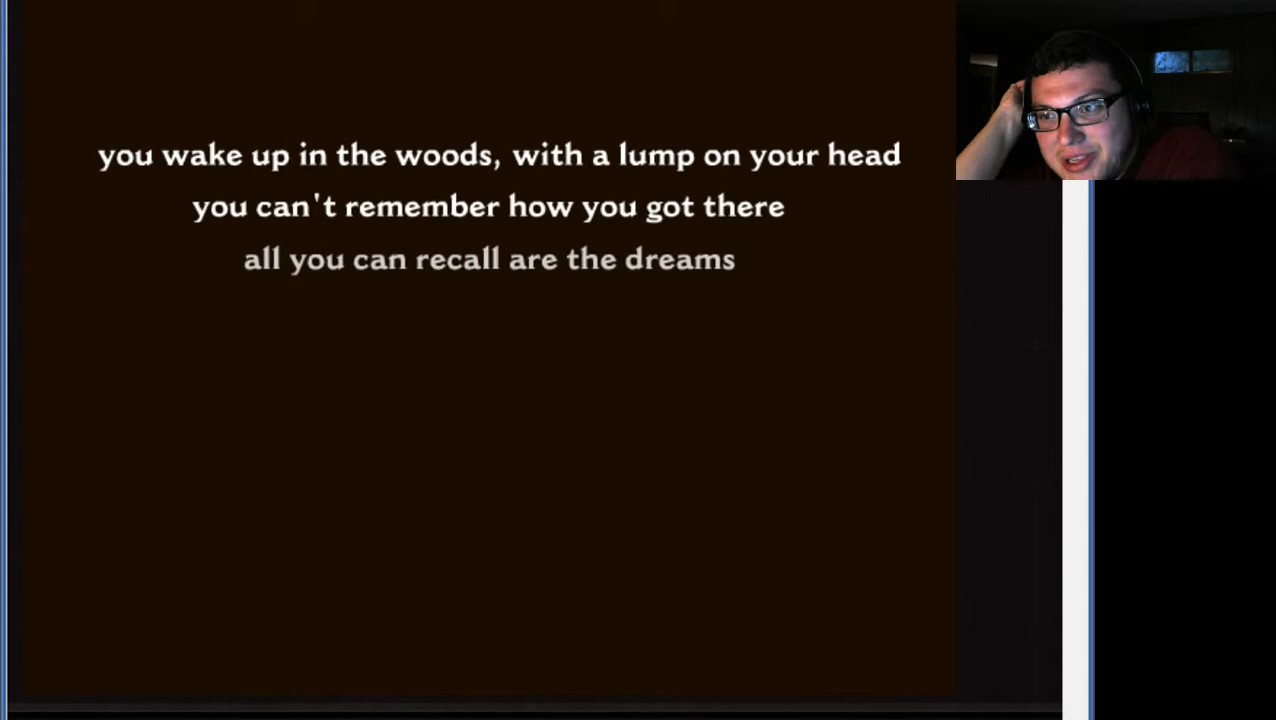 you wake up in the woods, with a lump on your head
you can't remember how you got there
all you can recall are the dreams